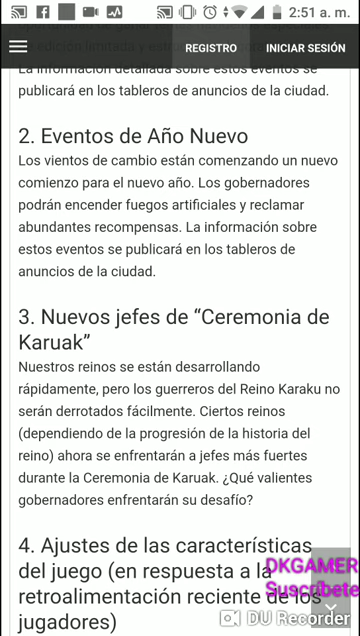 2:51 a. m.
REGISTRO INICIAR SESIÓN
La información detallada sobre estos eventos se
publicará en los tableros de anuncios de la ciudad.
2. Eventos de Año Nuevo
Los vientos de cambio están comenzando un nuevo
comienzo para el nuevo año. Los gobernadores
podrán encender fuegos artificiales y reclamar
abundantes recompensas. La información sobre
estos eventos se publicará en los tableros de
anuncios de la ciudad.
3. Nuevos jefes de “Ceremonia de
Karuak”
Nuestros reinos se están desarrollando
rápidamente, pero los guerreros del Reino Karaku no
serán derrotados fácilmente. Ciertos reinos
(dependiendo de la progresión de la historia del
reino) ahora se enfrentarán a jefes más fuertes
durante la Ceremonia de Karuak. ¿Qué valientes
gobernadores enfrentarán su desafío?
4. Ajustes de las características
del juego (en respuesta a la
DKGAMER
retroalimentación reciente de los
Suscribete
jugadores)
DU Recorder